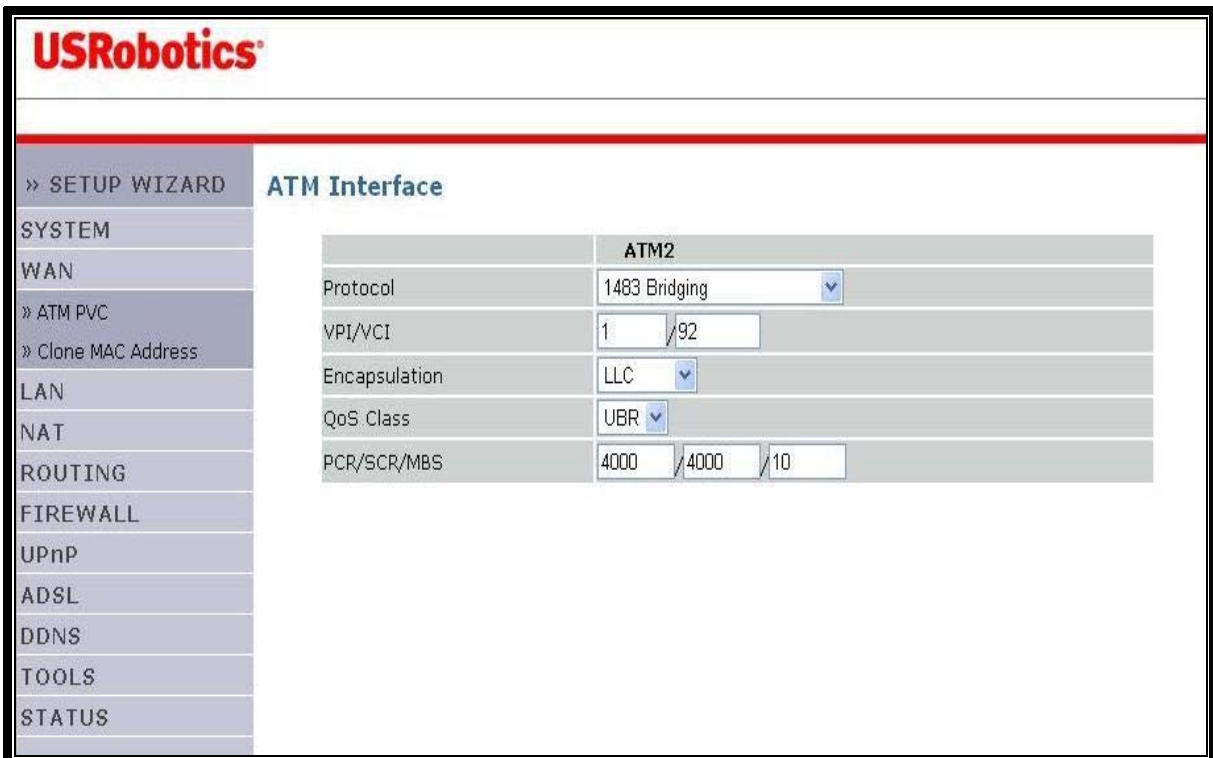 USRobotics
» SETUP WIZARD
SYSTEM
WAN
» ATM PVC
» Clone MAC Address
LAN
NAT
ROUTING
FIREWALL
UPnP
ADSL
DDNS
TOOLS
STATUS
ATM Interface
ATM2
Protocol 1483 Bridging
VPI/VCI 1 /92
Encapsulation LLC
QoS Class UBR
PCR/SCR/MBS 4000 /4000 /10